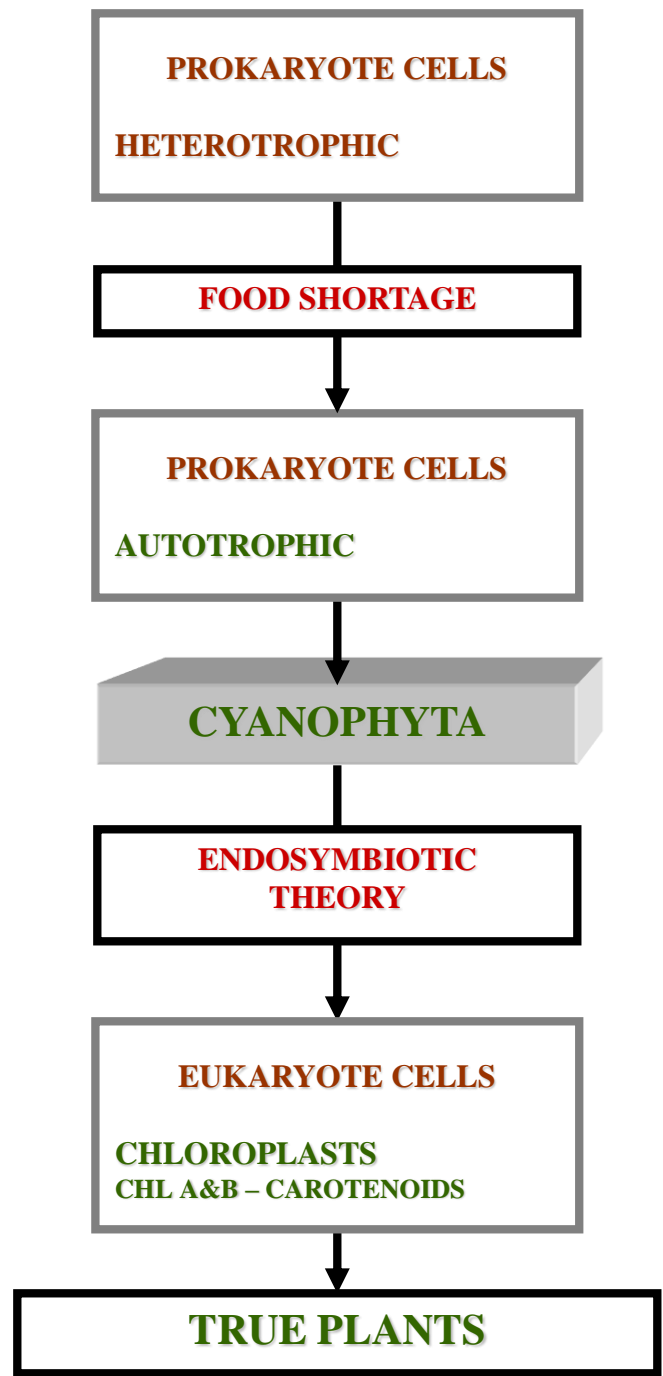 PROKARYOTE CELLS
HETEROTROPHIC
FOOD SHORTAGE
PROKARYOTE CELLS
AUTOTROPHIC
CYANOPHYTA
ENDOSYMBIOTIC
THEORY
EUKARYOTE CELLS
CHLOROPLASTS
CHL A&B – CAROTENOIDS
TRUE PLANTS